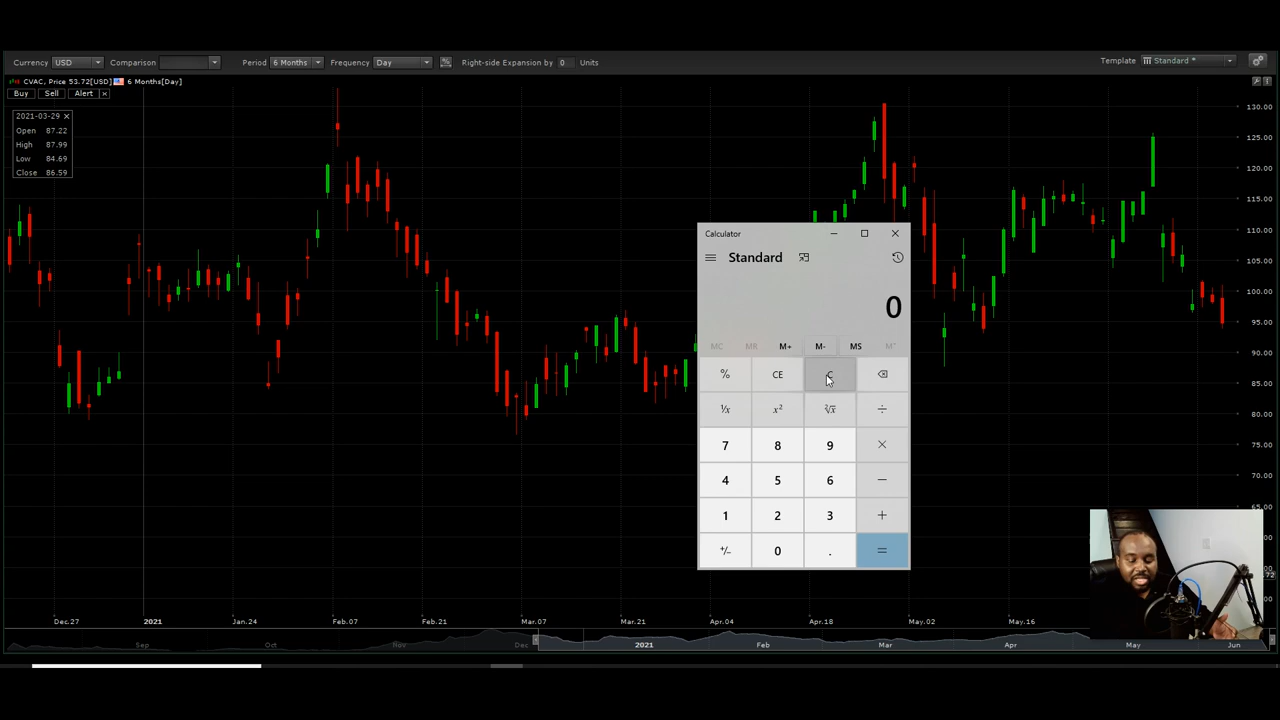 Currency USD Comparison Period 6 Months Frequency Day % Right-side Expansion by 0 Units Template Standard *
CVAC, Price 53.72[USD] 6 Months[Day]
Buy Sell Alert ×
2021-03-29 ×
Open 87.22
High 87.99
Low 84.69
Close 86.59
130.00
125.00
120.00
115.00
110.00
105.00
100.00
95.00
90.00
85.00
80.00
75.00
70.00
Calculator
Standard
0
MC MR M+ M- MS M˅
% CE C
¹/x x² ²√x ÷
7 8 9 ×
4 5 6 −
1 2 3 +
+/− 0 . =
Dec.27 2021 Jan.24 Feb.07 Feb.21 Mar.07 Mar.21 Apr.04 Apr.18 May.02 May.16
Sep Oct Nov Dec 2021 Feb Mar Apr May Jun